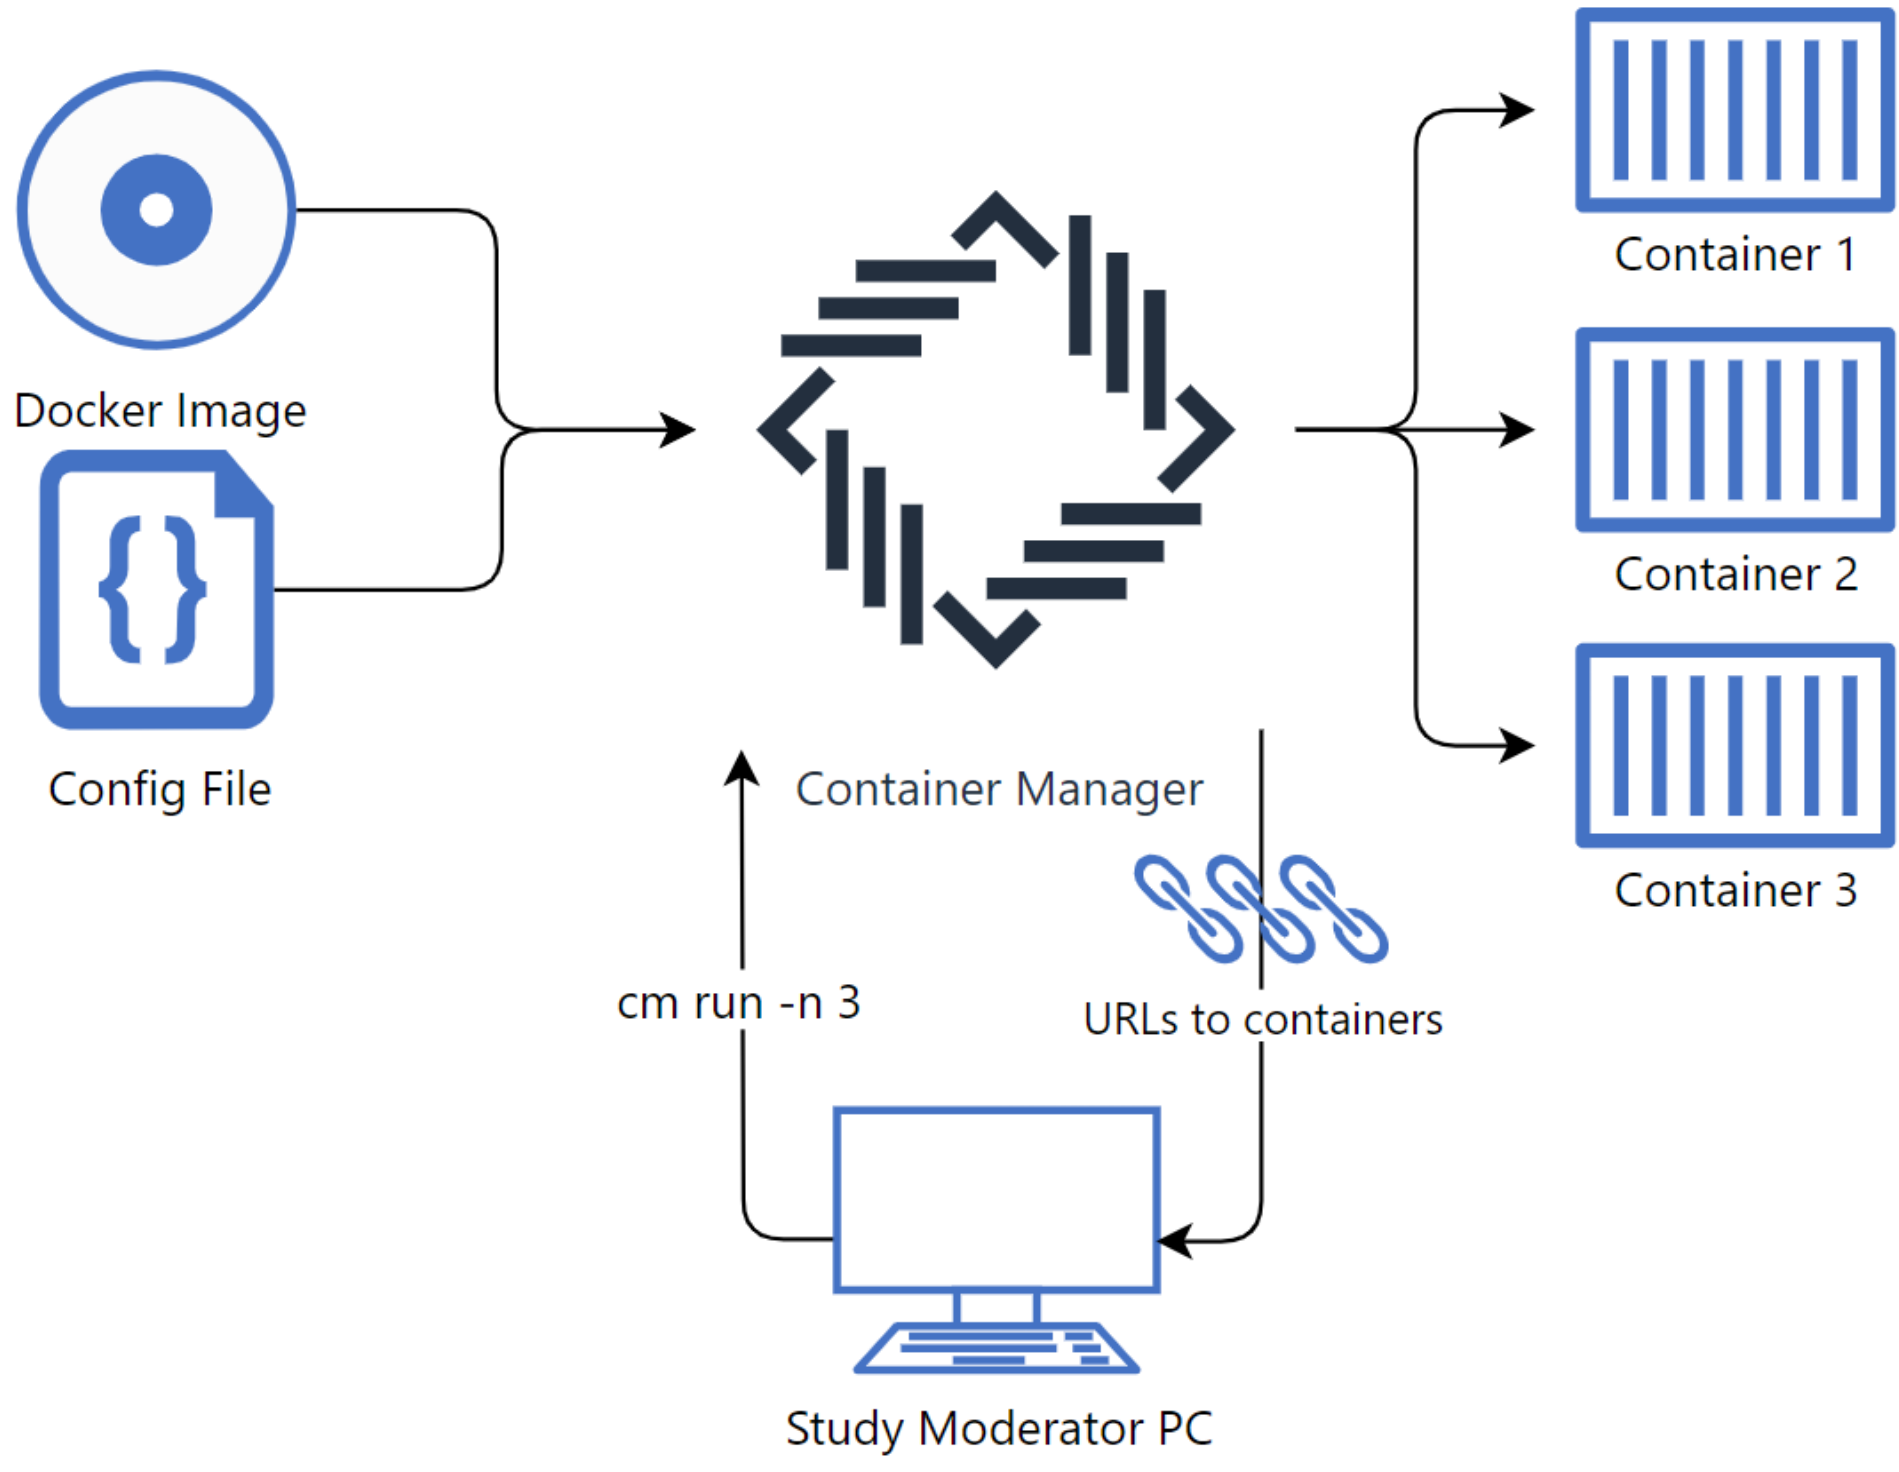 Docker Image
{ }
Config File
Container Manager
cm run -n 3
URLs to containers
Study Moderator PC
Container 1
Container 2
Container 3